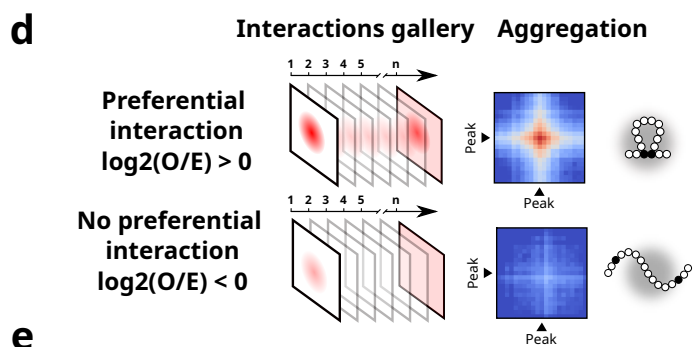 d
Interactions gallery Aggregation
1 2 3 4 5 n
Preferential
interaction
log2(O/E) > 0
Peak
Peak
1 2 3 4 5 n
No preferential
interaction
log2(O/E) < 0
Peak
Peak
e